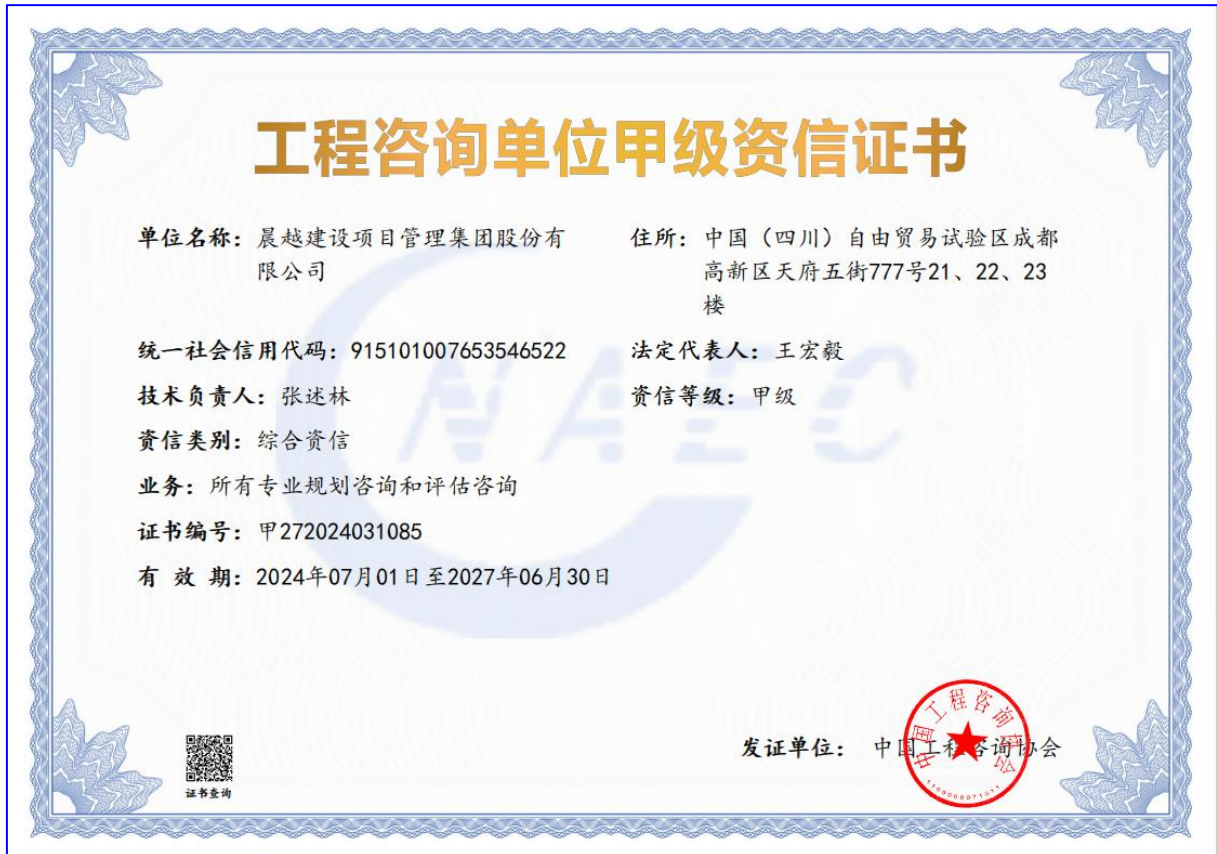 工程咨询单位甲级资信证书
单位名称：晨越建设项目管理集团股份有
限公司
住所：中国（四川）自由贸易试验区成都
高新区天府五街777号21、22、23
楼
统一社会信用代码：915101007653546522
法定代表人：王宏毅
技术负责人：张述林
资信等级：甲级
资信类别：综合资信
业务：所有专业规划咨询和评估咨询
证书编号：甲272024031085
有 效 期：2024年07月01日至2027年06月30日
CNAEC
发证单位： 中国工程咨询协会
中国工程咨询协会
证书查询